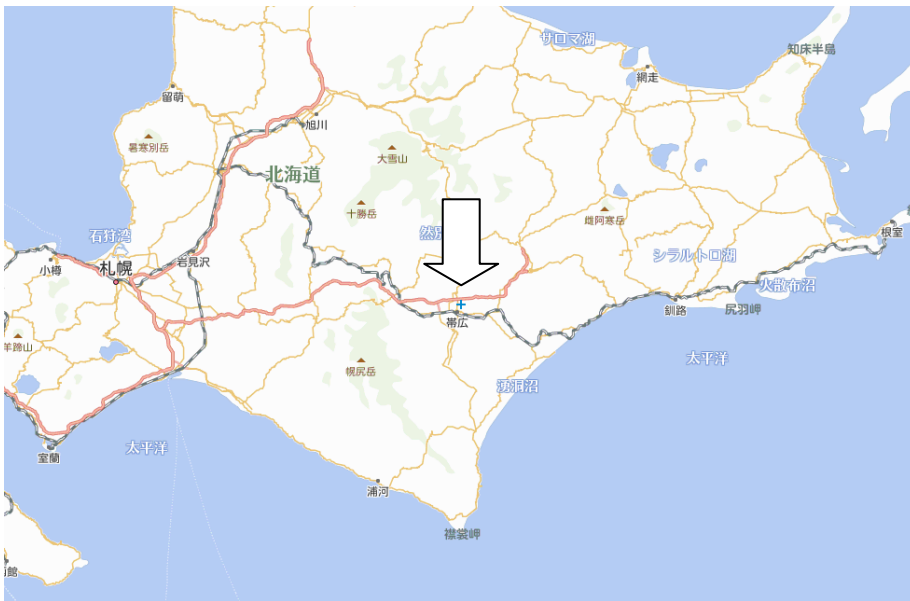 サロマ湖
知床半島
網走
留萌
旭川
暑寒別岳
大雪山
北海道
十勝岳
雌阿寒岳
石狩湾
然別
根室
岩見沢
シラルトロ湖
小樽
札幌
火散布沼
釧路
尻羽岬
帯広
羊蹄山
太平洋
幌尻岳
湧洞沼
太平洋
室蘭
浦河
襟裳岬
函館